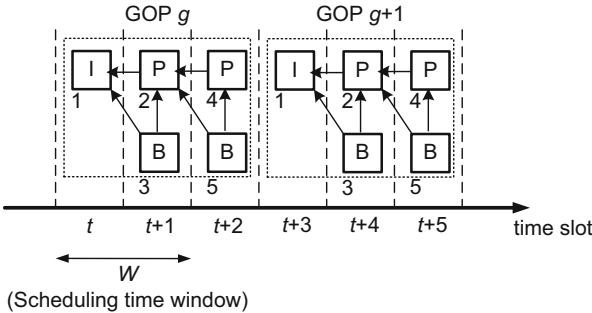 GOP g GOP g+1
I P P I P P
1 2 4 1 2 4
B B B B
3 5 3 5
t t+1 t+2 t+3 t+4 t+5 time slot
W
(Scheduling time window)